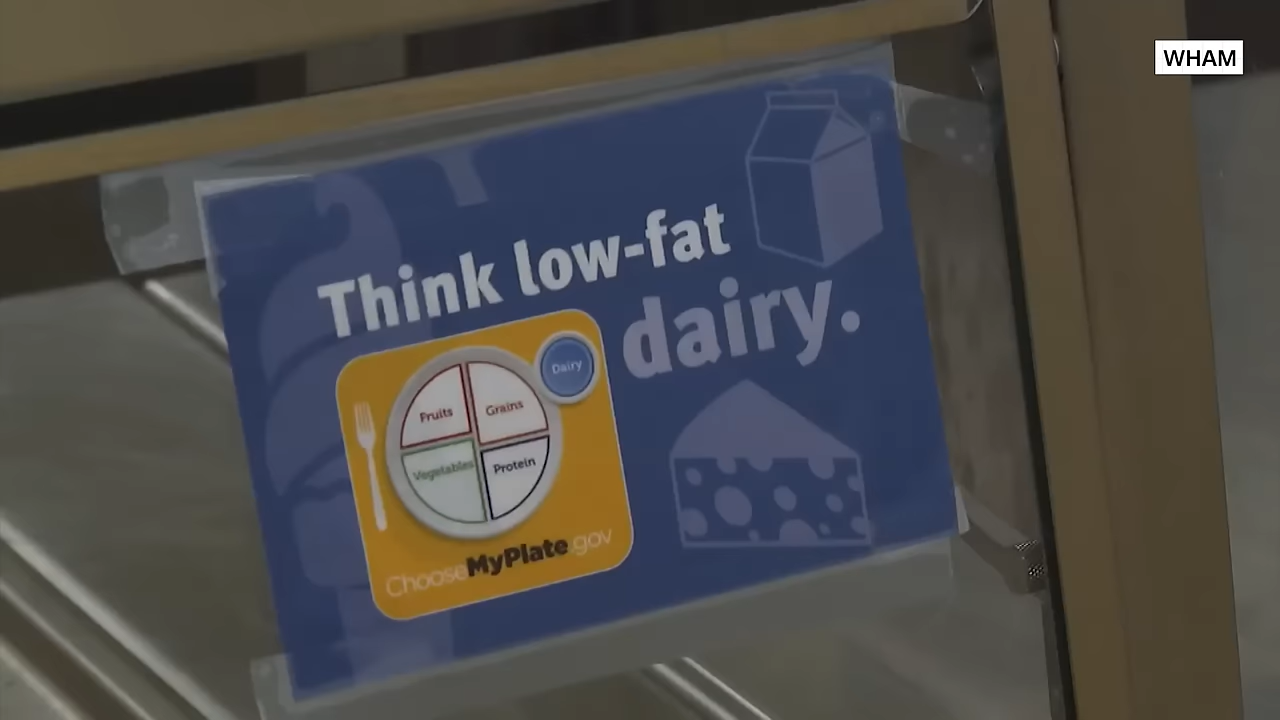 WHAM
Think low-fat
dairy.
Dairy
Fruits
Grains
Vegetables
Protein
ChooseMyPlate.gov